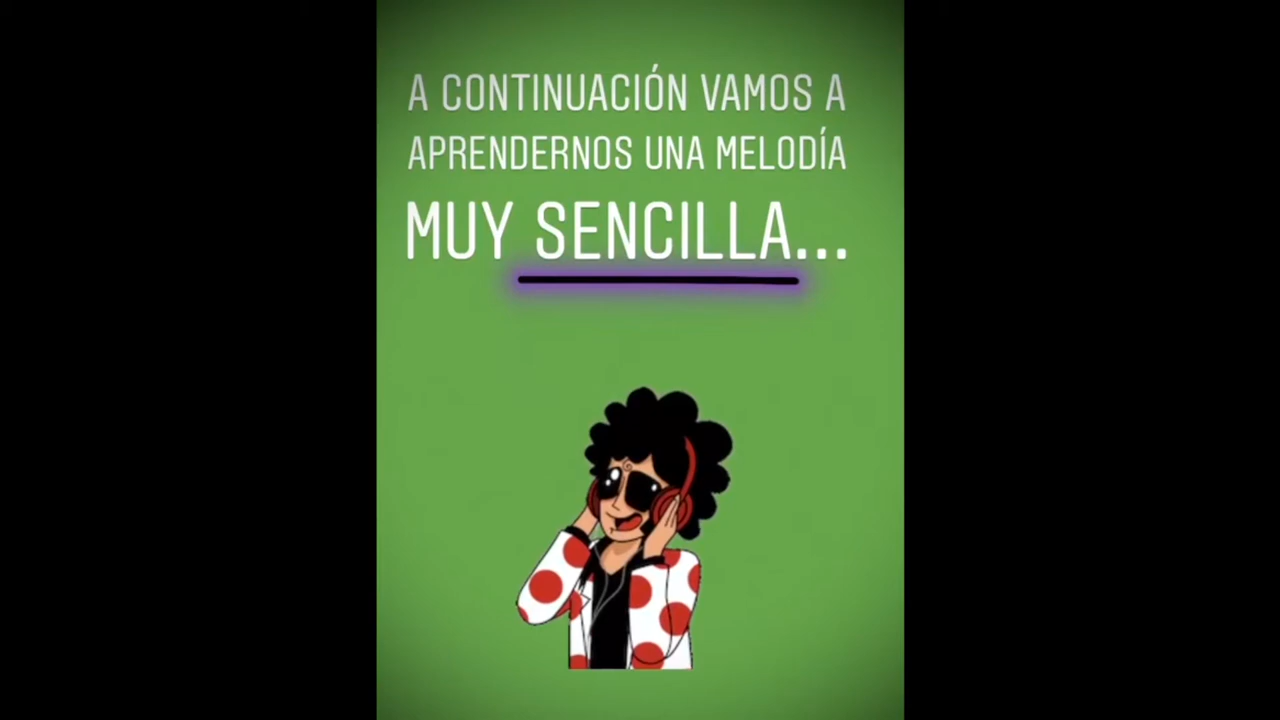 A CONTINUACIÓN VAMOS A
APRENDERNOS UNA MELODÍA
MUY SENCILLA...